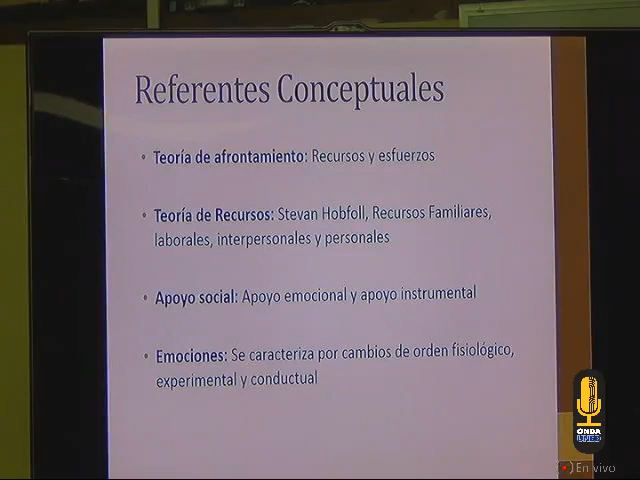 Referentes Conceptuales
• Teoría de afrontamiento: Recursos y esfuerzos
• Teoría de Recursos: Stevan Hobfoll, Recursos Familiares,
laborales, interpersonales y personales
• Apoyo social: Apoyo emocional y apoyo instrumental
• Emociones: Se caracteriza por cambios de orden fisiológico,
experimental y conductual
ONDA
UNED
En vivo